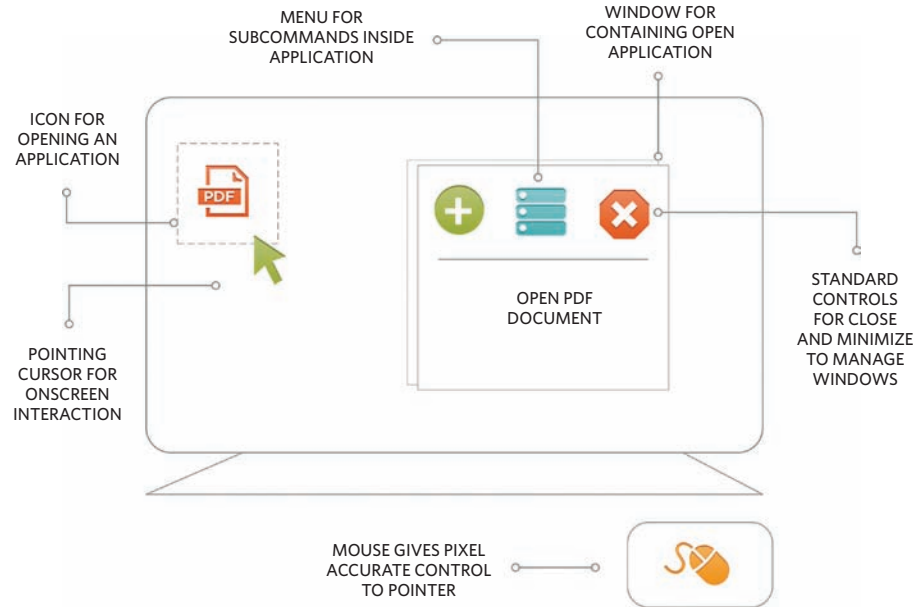 MENU FOR
SUBCOMMANDS INSIDE
APPLICATION
WINDOW FOR
CONTAINING OPEN
APPLICATION
ICON FOR
OPENING AN
APPLICATION
PDF
OPEN PDF
DOCUMENT
STANDARD
CONTROLS
FOR CLOSE
AND MINIMIZE
TO MANAGE
WINDOWS
POINTING
CURSOR FOR
ONSCREEN
INTERACTION
MOUSE GIVES PIXEL
ACCURATE CONTROL
TO POINTER